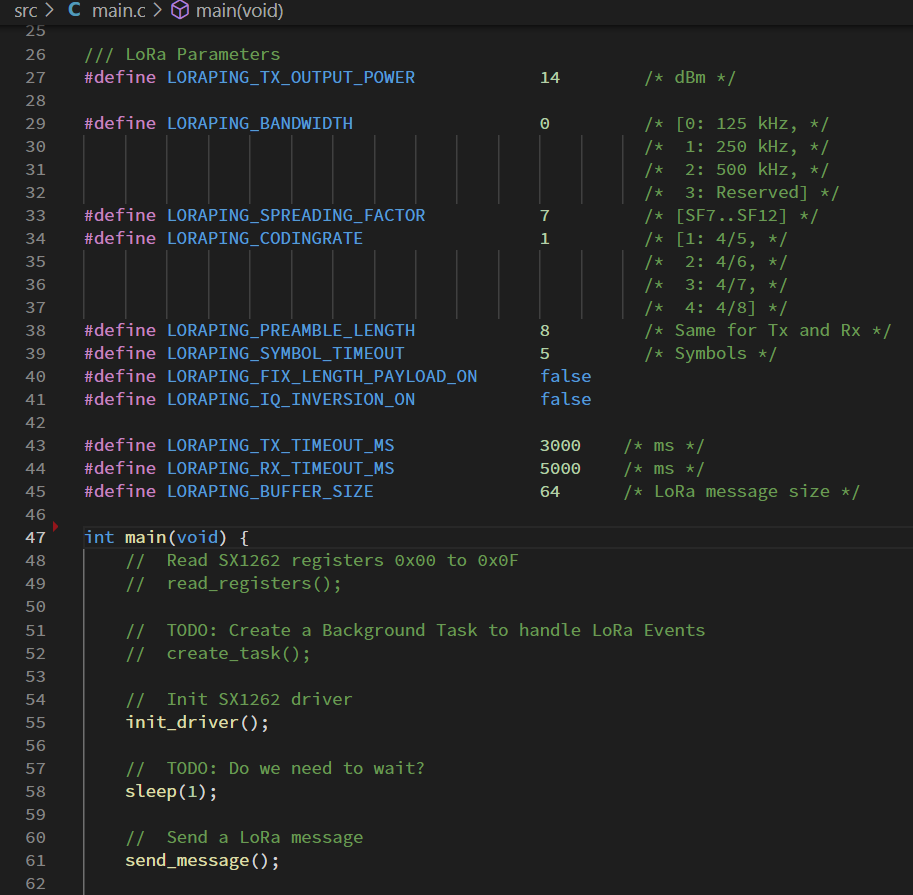 src > C main.c > main(void)
25
26 /// LoRa Parameters
27 #define LORAPING_TX_OUTPUT_POWER 14 /* dBm */
28
29 #define LORAPING_BANDWIDTH 0 /* [0: 125 kHz, */
30 /* 1: 250 kHz, */
31 /* 2: 500 kHz, */
32 /* 3: Reserved] */
33 #define LORAPING_SPREADING_FACTOR 7 /* [SF7..SF12] */
34 #define LORAPING_CODINGRATE 1 /* [1: 4/5, */
35 /* 2: 4/6, */
36 /* 3: 4/7, */
37 /* 4: 4/8] */
38 #define LORAPING_PREAMBLE_LENGTH 8 /* Same for Tx and Rx */
39 #define LORAPING_SYMBOL_TIMEOUT 5 /* Symbols */
40 #define LORAPING_FIX_LENGTH_PAYLOAD_ON false
41 #define LORAPING_IQ_INVERSION_ON false
42
43 #define LORAPING_TX_TIMEOUT_MS 3000 /* ms */
44 #define LORAPING_RX_TIMEOUT_MS 5000 /* ms */
45 #define LORAPING_BUFFER_SIZE 64 /* LoRa message size */
46
47 int main(void) {
48 // Read SX1262 registers 0x00 to 0x0F
49 // read_registers();
50
51 // TODO: Create a Background Task to handle LoRa Events
52 // create_task();
53
54 // Init SX1262 driver
55 init_driver();
56
57 // TODO: Do we need to wait?
58 sleep(1);
59
60 // Send a LoRa message
61 send_message();
62